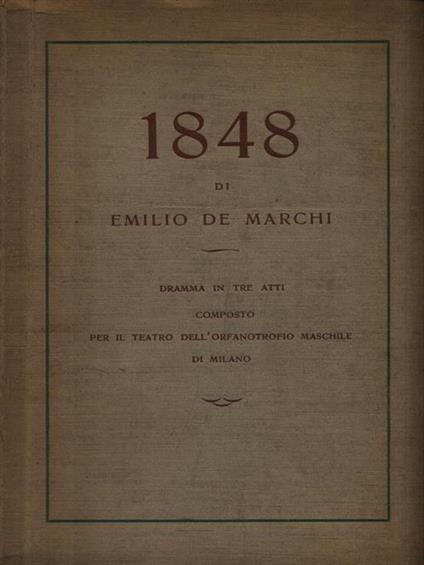 1848
DI
EMILIO DE MARCHI
DRAMMA IN TRE ATTI
COMPOSTO
PER IL TEATRO DELL'ORFANOTROFIO MASCHILE
DI MILANO